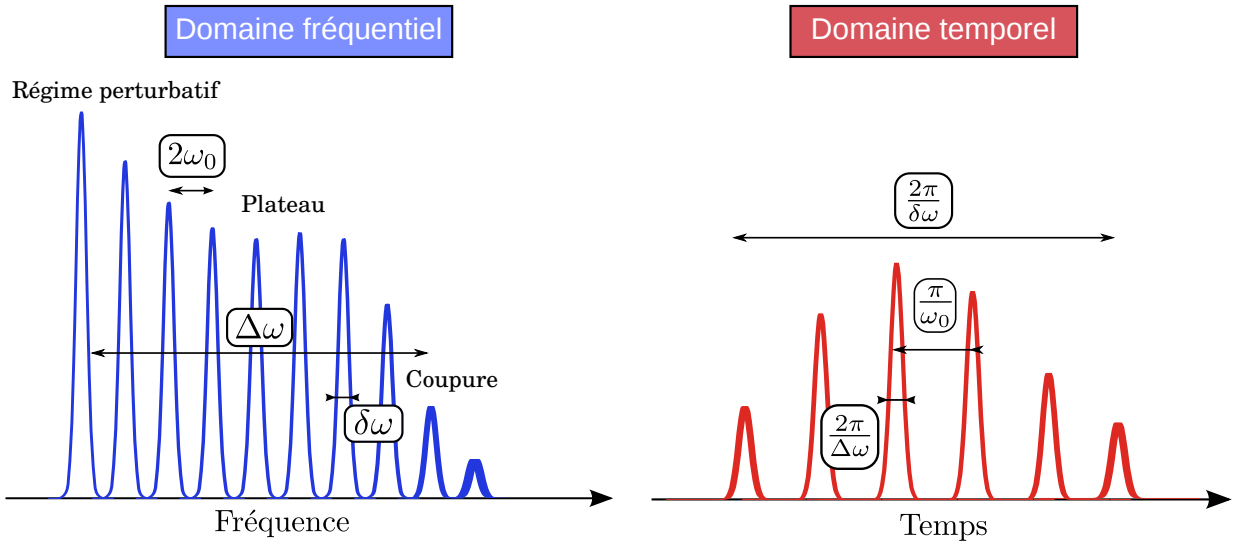 Domaine fréquentiel
Régime perturbatif
2ω₀
Plateau
Δω
Coupure
δω
Fréquence
Domaine temporel
2π/δω
π/ω₀
2π/Δω
Temps